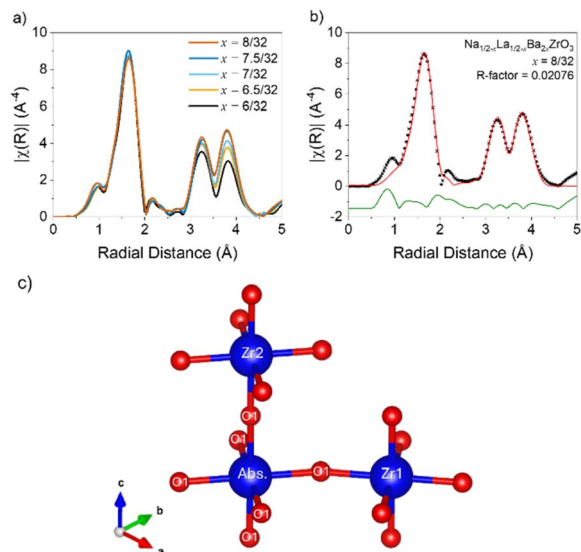 a)
10
8
6
4
2
0
|χ(R)| (A⁻⁴)
x = 8/32
x = 7.5/32
x = 7/32
x = 6.5/32
x = 6/32
0 1 2 3 4 5
Radial Distance (Å)
b)
10
8
6
4
2
0
|χ(R)| (A⁻⁴)
Na₁/₂₋ₓLa₁/₂₋ₓBa₂ₓZrO₃
x = 8/32
R-factor = 0.02076
0 1 2 3 4 5
Radial Distance (Å)
c)
Zr2
O1
O1
O1
Abs.
O1
Zr1
O1
O1
c
b
a